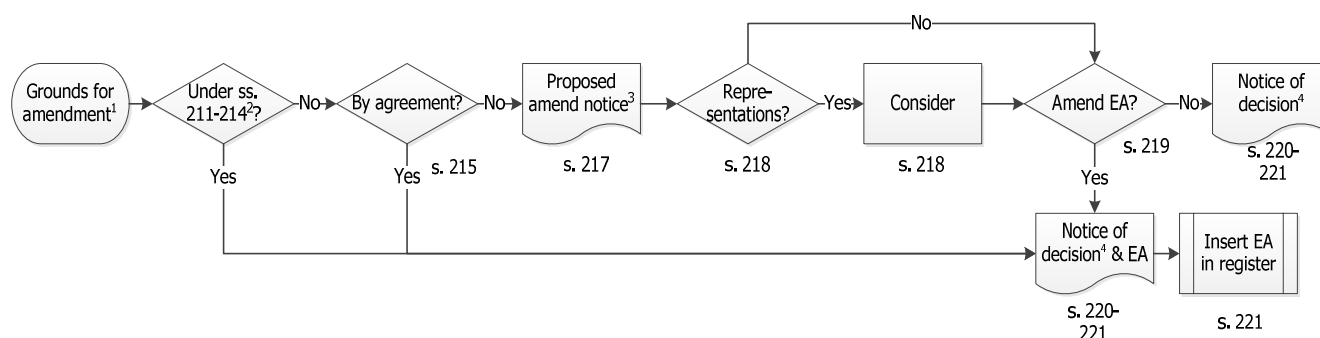 No
Grounds for
amendment¹
Under ss.
211-214²?
No
By agreement?
No
Proposed
amend notice³
Repre-
sentations?
Yes
Consider
Amend EA?
No
Notice of
decision⁴
Yes
Yes
s. 215
s. 217
s. 218
s. 218
s. 219
Yes
s. 220-
221
Notice of
decision⁴ & EA
Insert EA
in register
s. 220-
221
s. 221